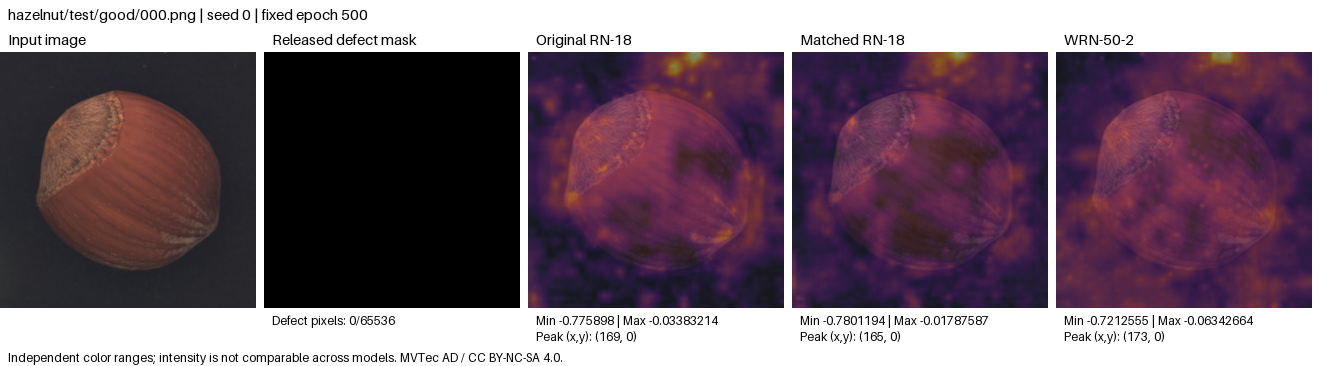 hazelnut/test/good/000.png | seed 0 | fixed epoch 500
Input image
Released defect mask
Original RN-18
Matched RN-18
WRN-50-2
Defect pixels: 0/65536
Min -0.775898 | Max -0.03383214
Peak (x,y): (169, 0)
Min -0.7801194 | Max -0.01787587
Peak (x,y): (165, 0)
Min -0.7212555 | Max -0.06342664
Peak (x,y): (173, 0)
Independent color ranges; intensity is not comparable across models. MVTec AD / CC BY-NC-SA 4.0.